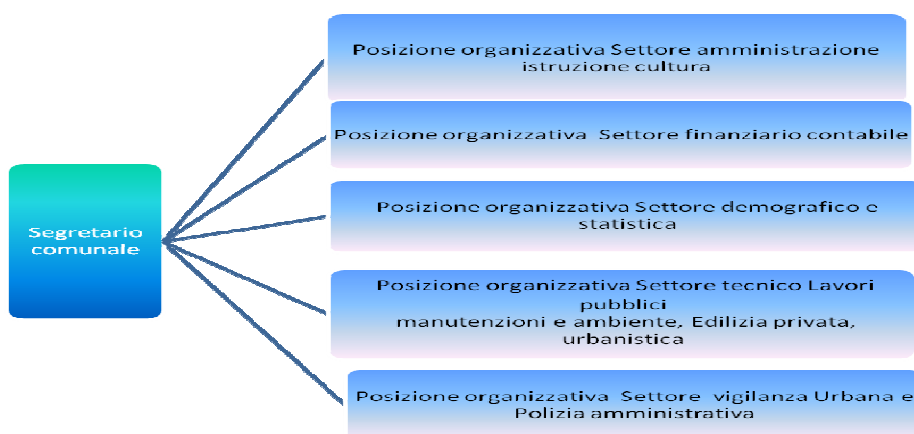 Posizione organizzativa Settore amministrazione
istruzione cultura
Posizione organizzativa Settore finanziario contabile
Segretario
comunale
Posizione organizzativa Settore demografico e
statistica
Posizione organizzativa Settore tecnico Lavori
pubblici
manutenzioni e ambiente, Edilizia privata,
urbanistica
Posizione organizzativa Settore vigilanza Urbana e
Polizia amministrativa